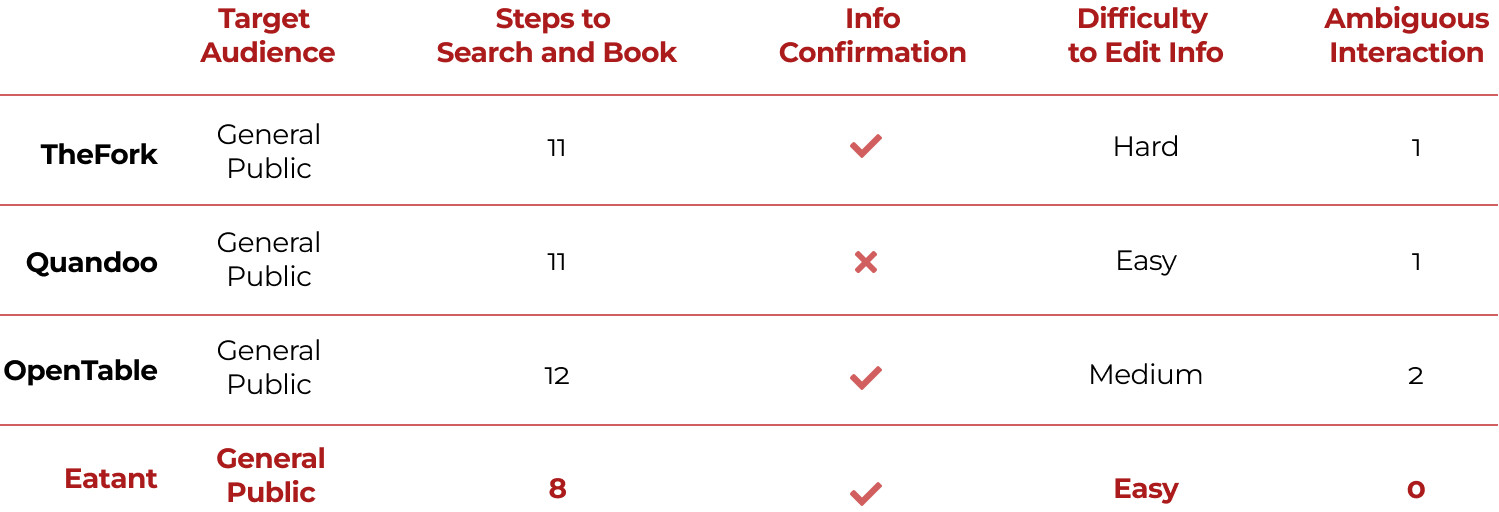 Target
Audience
Steps to
Search and Book
Info
Confirmation
Difficulty
to Edit Info
Ambiguous
Interaction
TheFork
General
Public
11
Hard
1
Quandoo
General
Public
11
Easy
1
OpenTable
General
Public
12
Medium
2
Eatant
General
Public
8
Easy
0